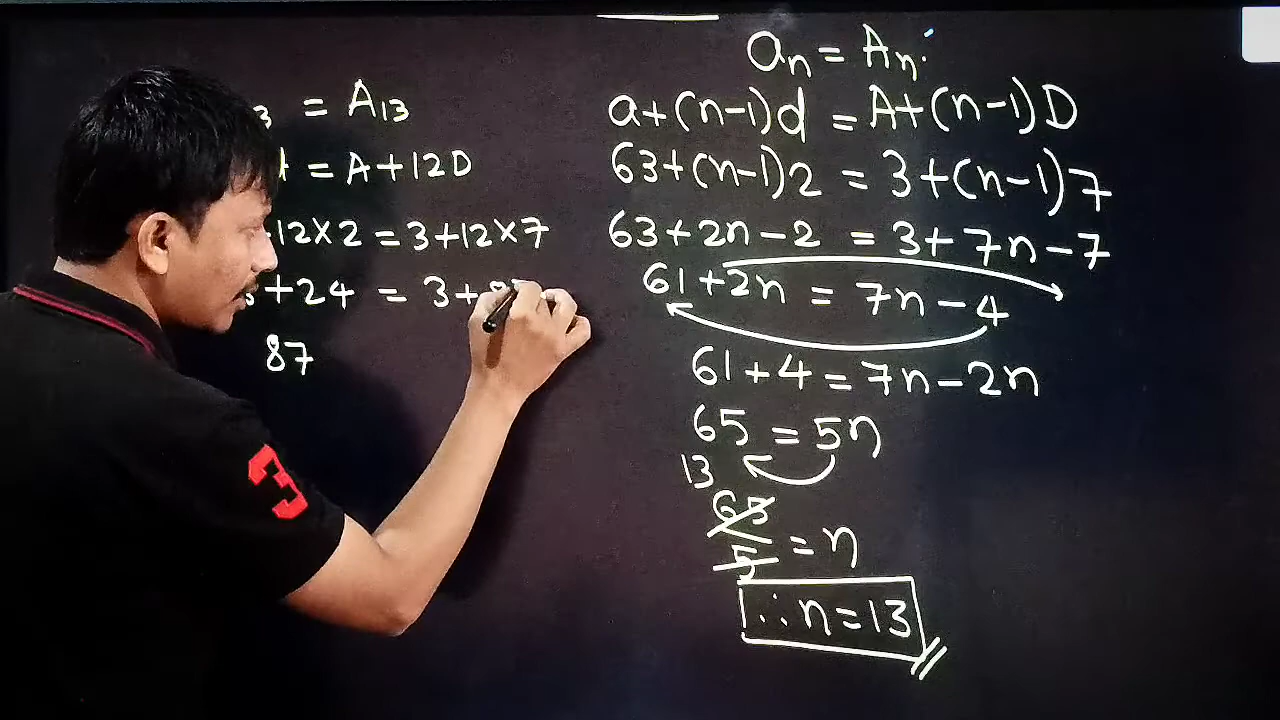 3 = A13
= A+12D
12×2 = 3+12×7
+24 = 3+
87
3
an = An.
a+(n-1)d = A+(n-1)D
63+(n-1)2 = 3+(n-1)7
63+2n-2 = 3+7n-7
61+2n = 7n-4
61+4 = 7n-2n
65 = 5n
13
65/5 = n
∴ n=13